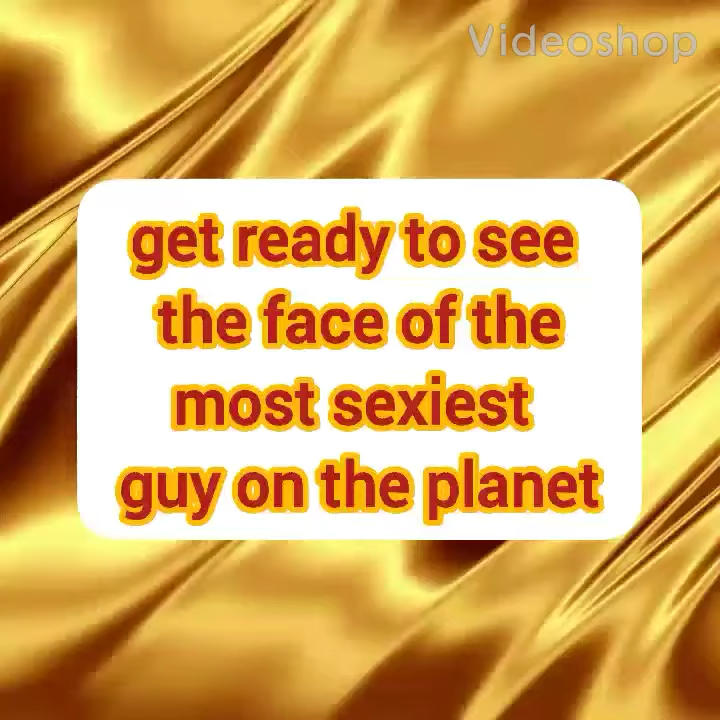 Videoshop
get ready to see
the face of the
most sexiest
guy on the planet